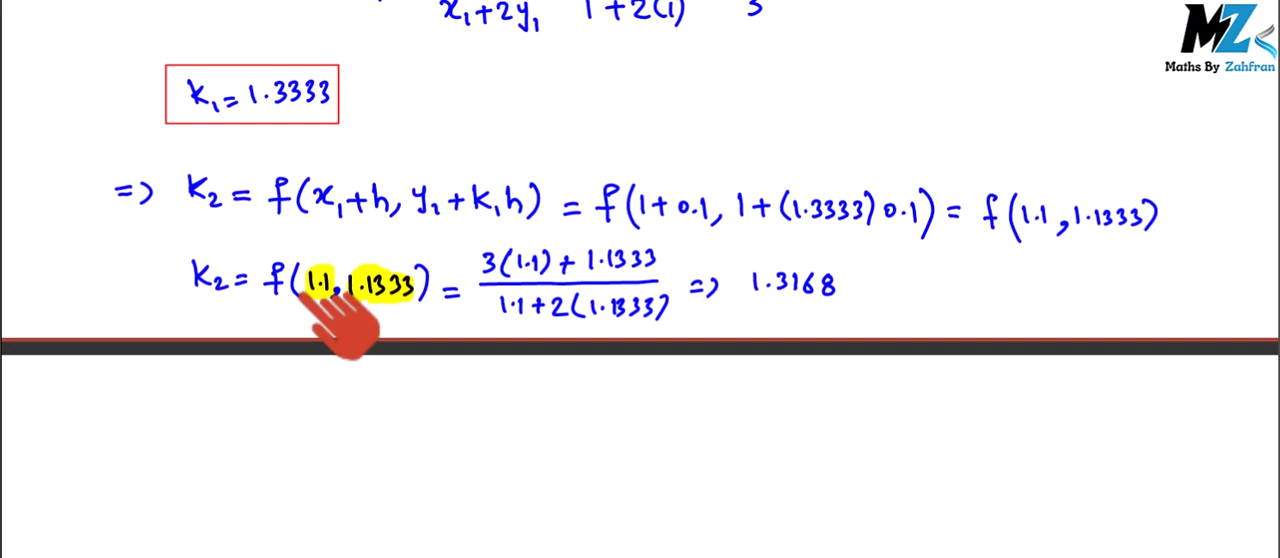 x₁+2y₁ 1+2(1) 3
MZ
Maths By Zahfran
k₁ = 1.3333
=> k₂ = f(x₁+h, y₁+k₁h) = f(1+0.1, 1+(1.3333)0.1) = f(1.1, 1.1333)
k₂ = f(1.1, 1.1333) = 3(1.1) + 1.1333 / 1.1+2(1.1333) => 1.3168